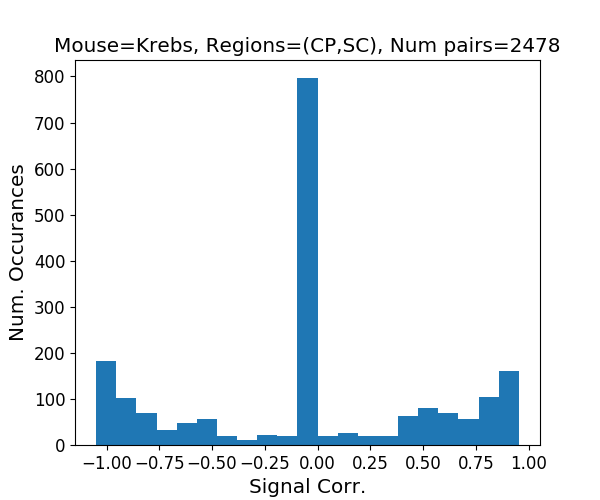 Mouse=Krebs, Regions=(CP,SC), Num pairs=2478
800
700
600
500
400
300
200
100
0
Num. Occurances
−1.00 −0.75 −0.50 −0.25 0.00 0.25 0.50 0.75 1.00
Signal Corr.